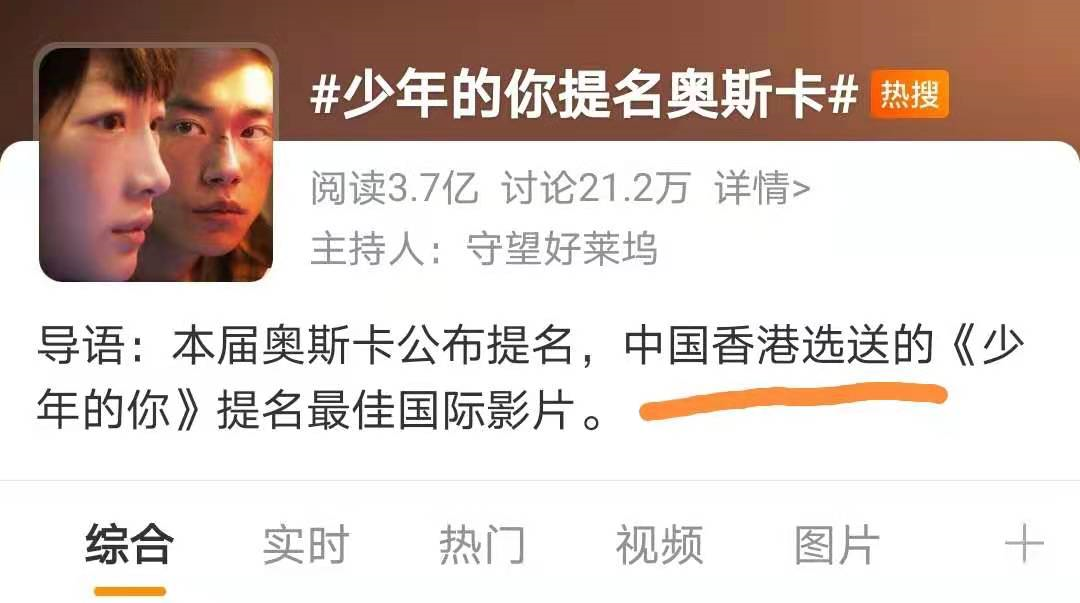 #少年的你提名奥斯卡# 热搜
阅读3.7亿 讨论21.2万 详情>
主持人：守望好莱坞
导语：本届奥斯卡公布提名，中国香港选送的《少
年的你》提名最佳国际影片。
综合 实时 热门 视频 图片 +